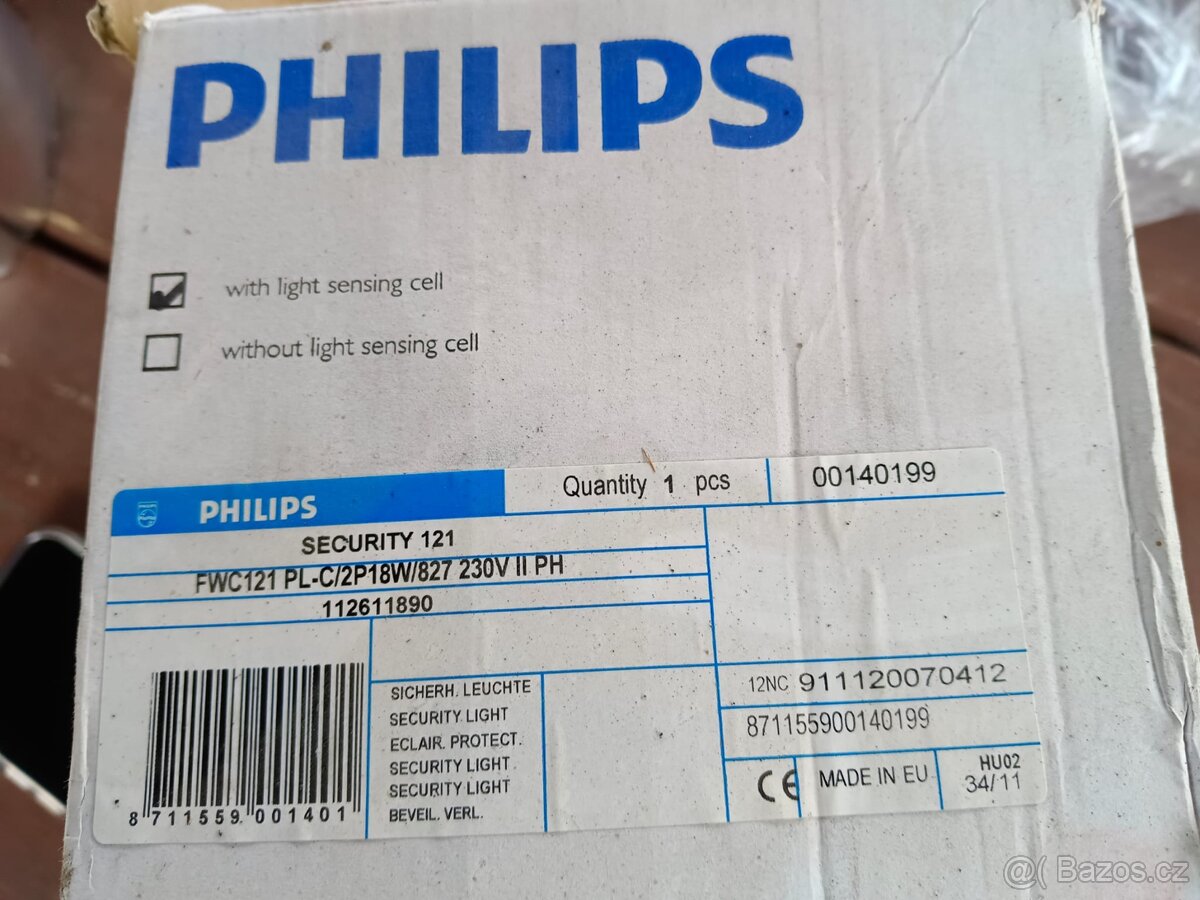 PHILIPS
with light sensing cell
without light sensing cell
PHILIPS
Quantity 1 pcs
00140199
SECURITY 121
FWC121 PL-C/2P18W/827 230V II PH
112611890
12NC 911120070412
871155900140199
SICHERH. LEUCHTE
SECURITY LIGHT
ECLAIR. PROTECT.
SECURITY LIGHT
SECURITY LIGHT
BEVEIL. VERL.
8 711559 001401
CE
MADE IN EU
HU02
34/11
@( Bazos.cz